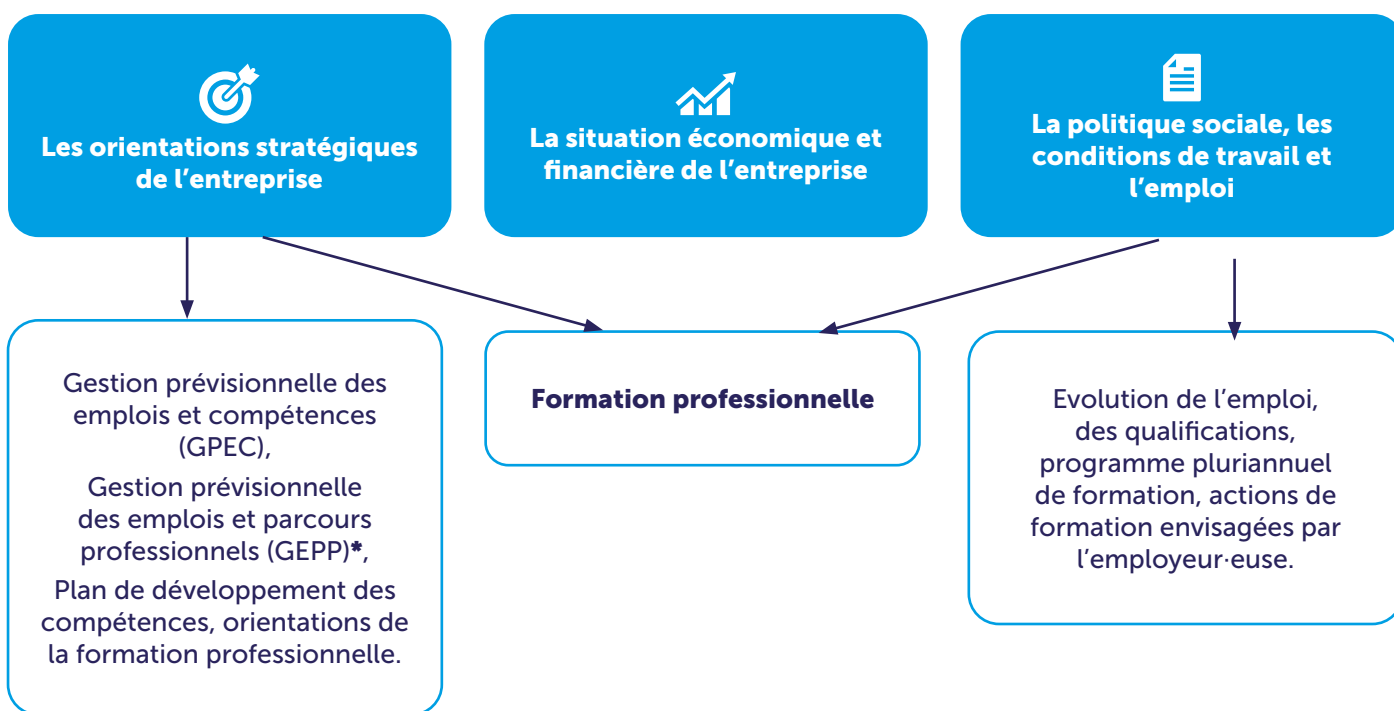 Les orientations stratégiques
de l’entreprise
La situation économique et
financière de l’entreprise
La politique sociale, les
conditions de travail et
l’emploi
Gestion prévisionnelle des
emplois et compétences
(GPEC),
Gestion prévisionnelle
des emplois et parcours
professionnels (GEPP)*,
Plan de développement des
compétences, orientations de
la formation professionnelle.
Formation professionnelle
Evolution de l’emploi,
des qualifications,
programme pluriannuel
de formation, actions de
formation envisagées par
l’employeur·euse.